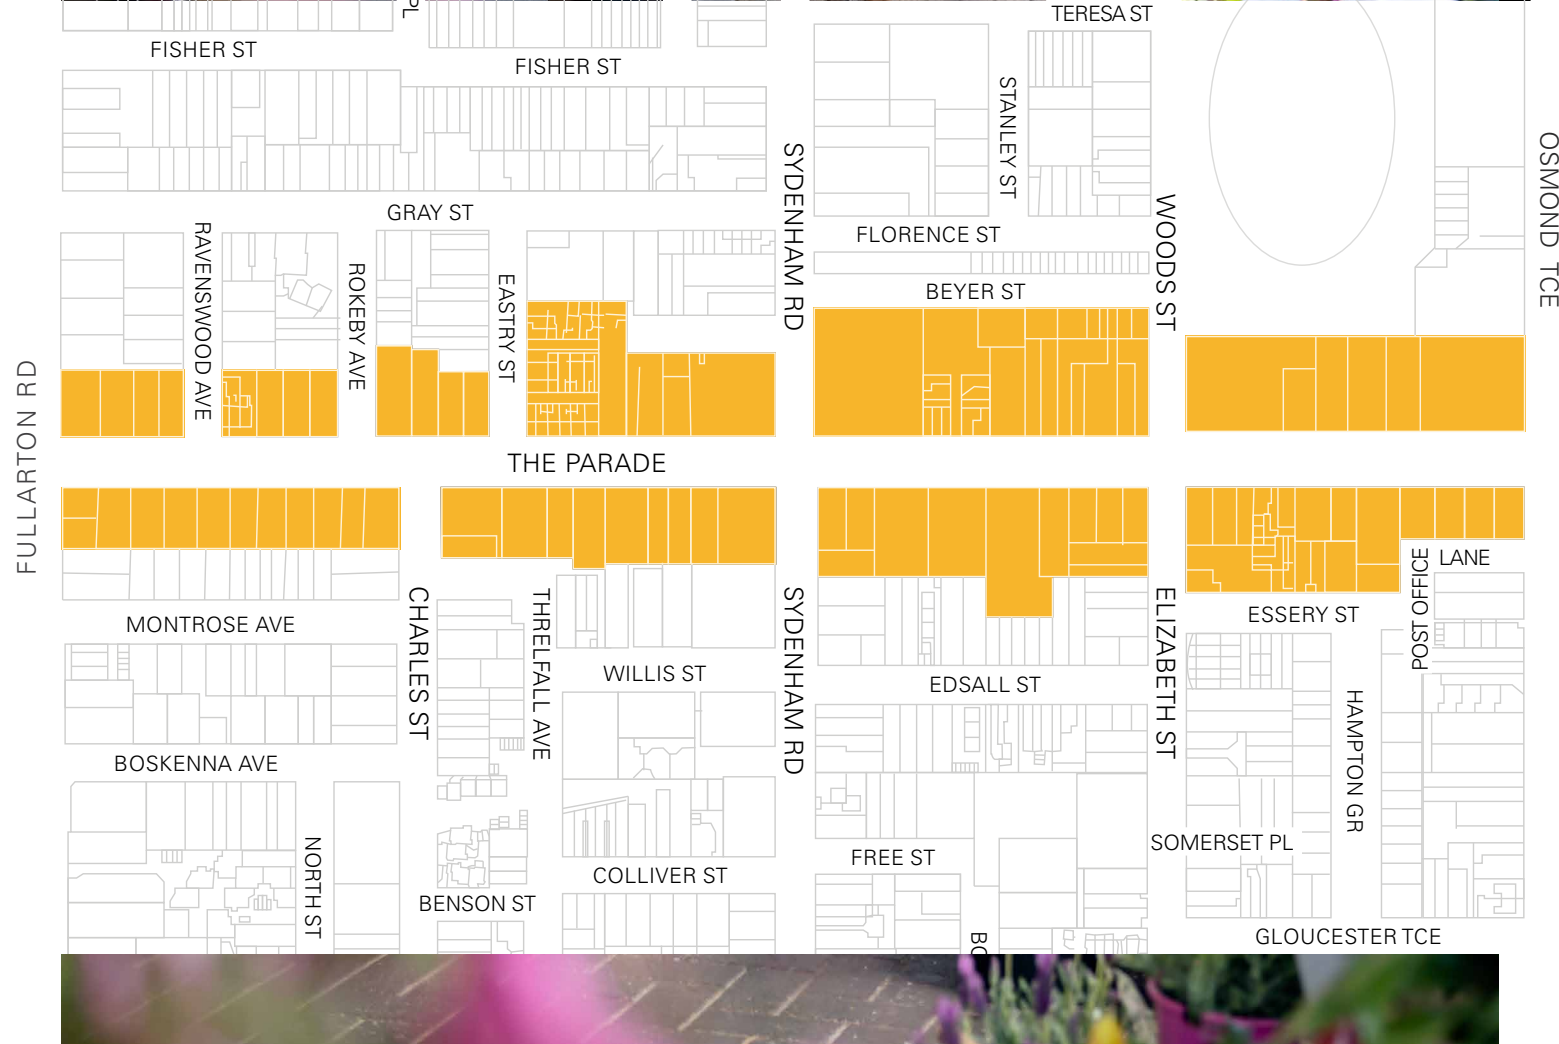 PL
TERESA ST
FISHER ST
FISHER ST
STANLEY ST
SYDENHAM RD
OSMOND TCE
GRAY ST
WOODS ST
RAVENSWOOD AVE
FLORENCE ST
ROKEBY AVE
EASTRY ST
BEYER ST
FULLARTON RD
THE PARADE
POST OFFICE
LANE
CHARLES ST
THRELFALL AVE
SYDENHAM RD
ELIZABETH ST
ESSERY ST
MONTROSE AVE
WILLIS ST
EDSALL ST
HAMPTON GR
BOSKENNA AVE
NORTH ST
SOMERSET PL
FREE ST
COLLIVER ST
BENSON ST
GLOUCESTER TCE